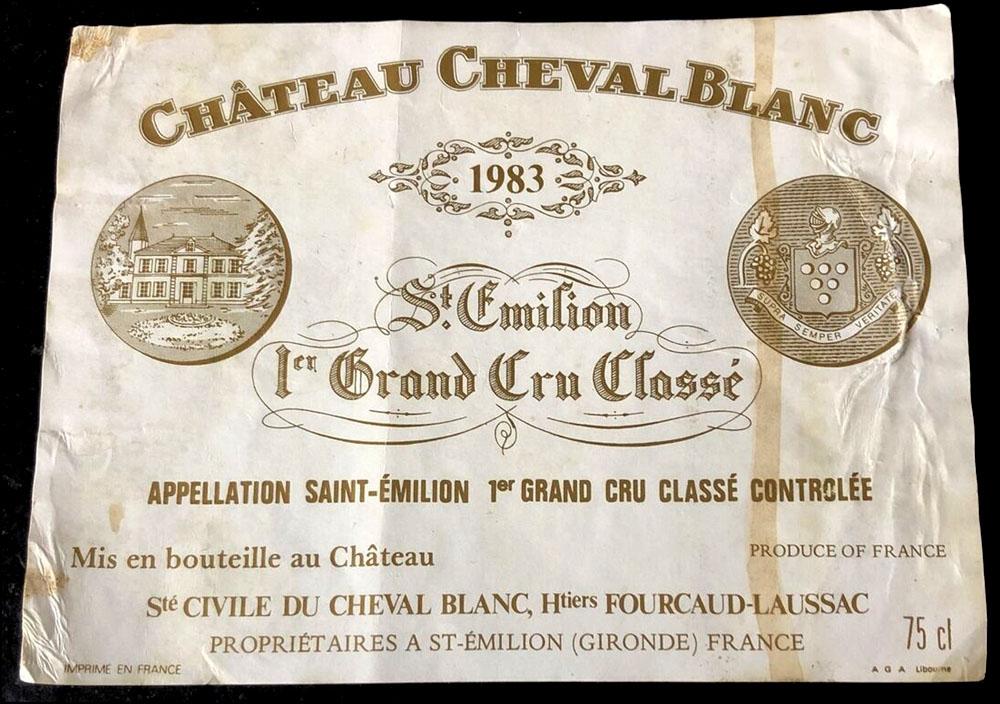 CHÂTEAU CHEVAL BLANC
1983
St. Emilion
1er Grand Cru Classé
SUPRA SEMPER VERITAS
APPELLATION SAINT-ÉMILION 1er GRAND CRU CLASSÉ CONTROLÉE
Mis en bouteille au Château
PRODUCE OF FRANCE
Sté CIVILE DU CHEVAL BLANC, Htiers FOURCAUD-LAUSSAC
PROPRIÉTAIRES A ST-ÉMILION (GIRONDE) FRANCE
75 cl
IMPRIMÉ EN FRANCE
A G A Libourne